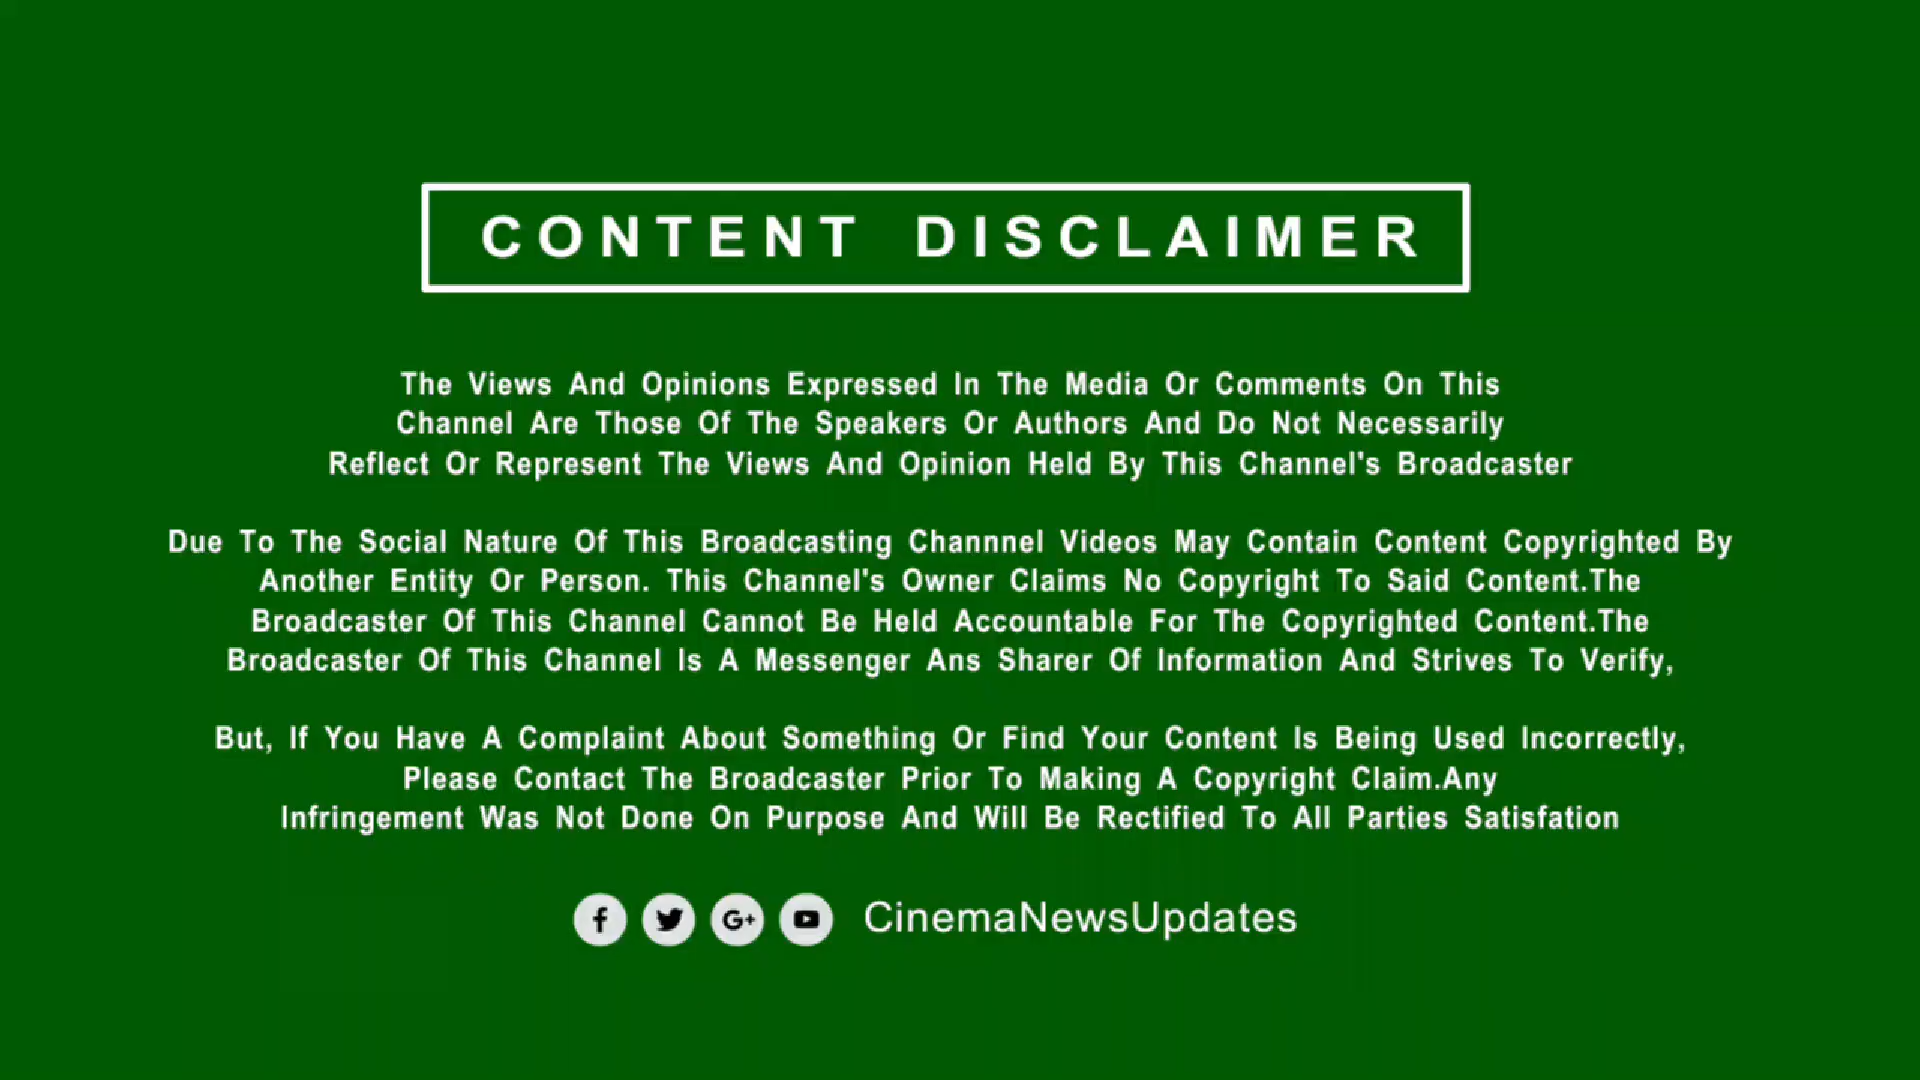 CONTENT DISCLAIMER
The Views And Opinions Expressed In The Media Or Comments On This
Channel Are Those Of The Speakers Or Authors And Do Not Necessarily
Reflect Or Represent The Views And Opinion Held By This Channel's Broadcaster
Due To The Social Nature Of This Broadcasting Channnel Videos May Contain Content Copyrighted By
Another Entity Or Person. This Channel's Owner Claims No Copyright To Said Content.The
Broadcaster Of This Channel Cannot Be Held Accountable For The Copyrighted Content.The
Broadcaster Of This Channel Is A Messenger Ans Sharer Of Information And Strives To Verify,
But, If You Have A Complaint About Something Or Find Your Content Is Being Used Incorrectly,
Please Contact The Broadcaster Prior To Making A Copyright Claim.Any
Infringement Was Not Done On Purpose And Will Be Rectified To All Parties Satisfation
f G+ CinemaNewsUpdates